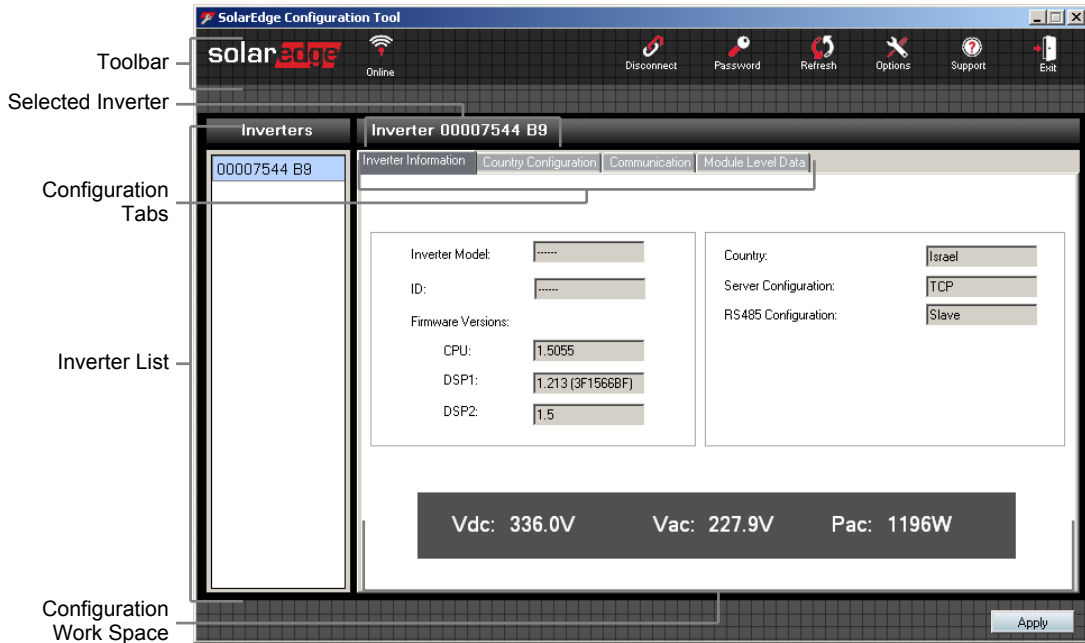 SolarEdge Configuration Tool
Toolbar
solaredge
Online
Disconnect
Password
Refresh
Options
Support
Exit
Selected Inverter
Inverters
Inverter 00007544 B9
00007544 B9
Inverter Information
Country Configuration
Communication
Module Level Data
Configuration
Tabs
Inverter Model:
------
ID:
------
Firmware Versions:
CPU:
1.5055
DSP1:
1.213 (3F1566BF)
DSP2:
1.5
Country:
Israel
Server Configuration:
TCP
RS485 Configuration:
Slave
Inverter List
Vdc: 336.0V
Vac: 227.9V
Pac: 1196W
Configuration
Work Space
Apply